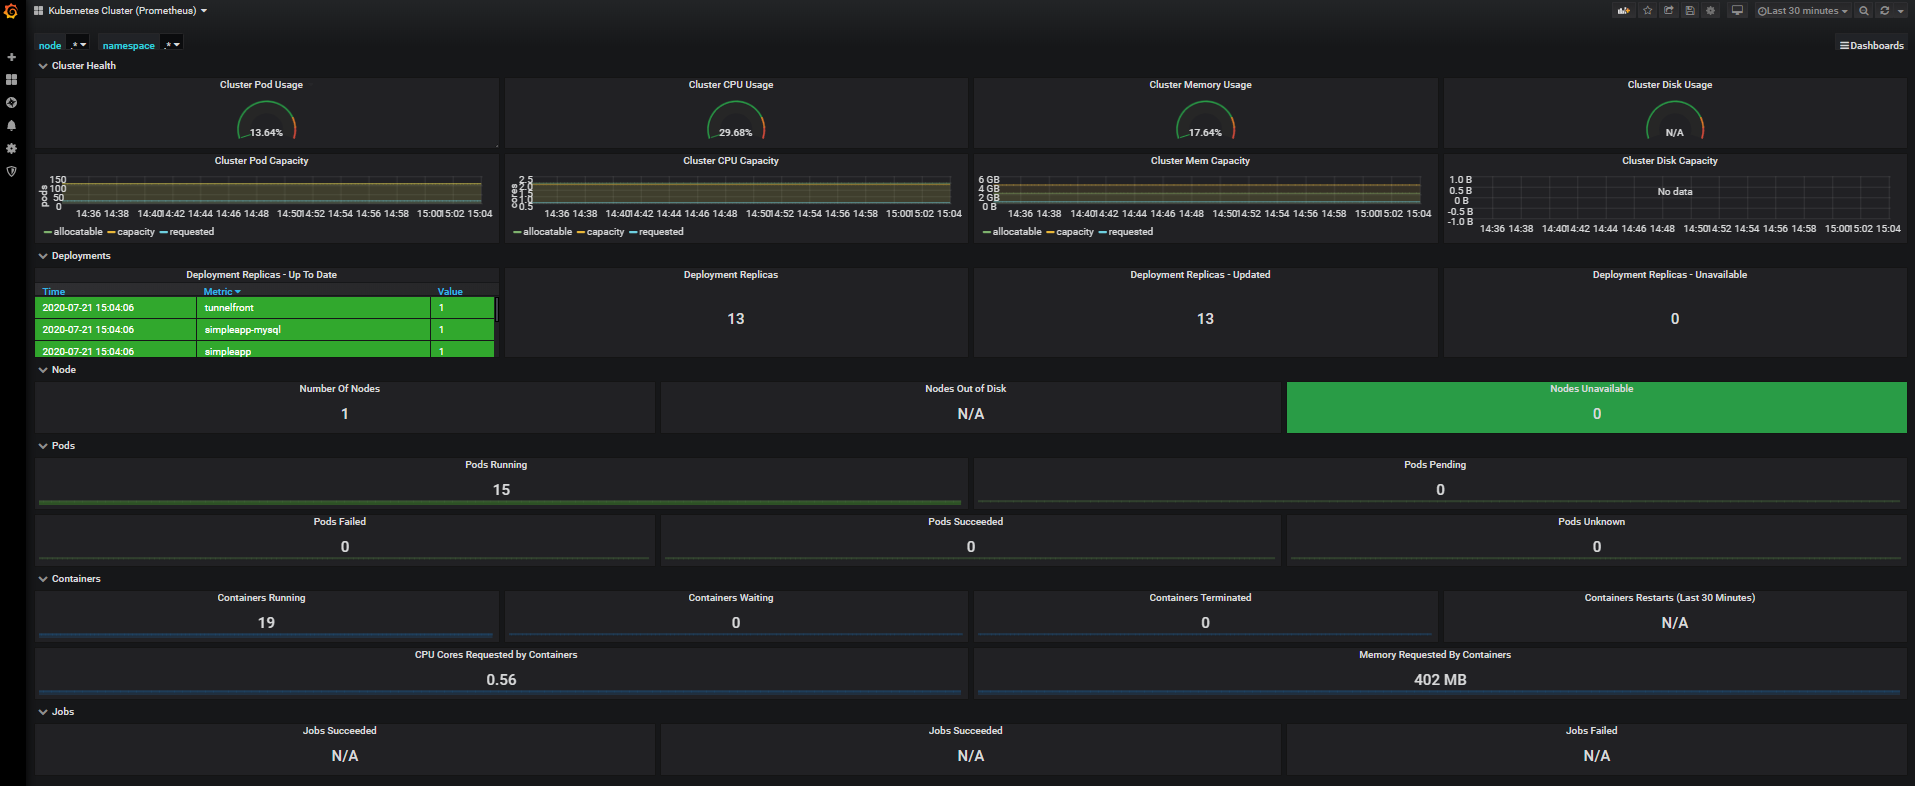 Kubernetes Cluster (Prometheus)
Last 30 minutes
node .* namespace .*
Dashboards
Cluster Health
Cluster Pod Usage
13.64%
Cluster CPU Usage
29.68%
Cluster Memory Usage
17.64%
Cluster Disk Usage
N/A
Cluster Pod Capacity
pods
150
100
50
0
14:36 14:38 14:40 14:42 14:44 14:46 14:48 14:50 14:52 14:54 14:56 14:58 15:00 15:02 15:04
allocatable capacity requested
Cluster CPU Capacity
cores
2.5
2.0
1.5
1.0
0.5
14:36 14:38 14:40 14:42 14:44 14:46 14:48 14:50 14:52 14:54 14:56 14:58 15:00 15:02 15:04
allocatable capacity requested
Cluster Mem Capacity
6 GB
4 GB
2 GB
0 B
14:36 14:38 14:40 14:42 14:44 14:46 14:48 14:50 14:52 14:54 14:56 14:58 15:00 15:02 15:04
allocatable capacity requested
Cluster Disk Capacity
1.0 B
0.5 B
0 B
-0.5 B
-1.0 B
No data
14:36 14:38 14:40 14:42 14:44 14:46 14:48 14:50 14:52 14:54 14:56 14:58 15:00 15:02 15:04
Deployments
Deployment Replicas - Up To Date
Time Metric Value
2020-07-21 15:04:06 tunnelfront 1
2020-07-21 15:04:06 simpleapp-mysql 1
2020-07-21 15:04:06 simpleapp 1
Deployment Replicas
13
Deployment Replicas - Updated
13
Deployment Replicas - Unavailable
0
Node
Number Of Nodes
1
Nodes Out of Disk
N/A
Nodes Unavailable
0
Pods
Pods Running
15
Pods Pending
0
Pods Failed
0
Pods Succeeded
0
Pods Unknown
0
Containers
Containers Running
19
Containers Waiting
0
Containers Terminated
0
Containers Restarts (Last 30 Minutes)
N/A
CPU Cores Requested by Containers
0.56
Memory Requested By Containers
402 MB
Jobs
Jobs Succeeded
N/A
Jobs Succeeded
N/A
Jobs Failed
N/A